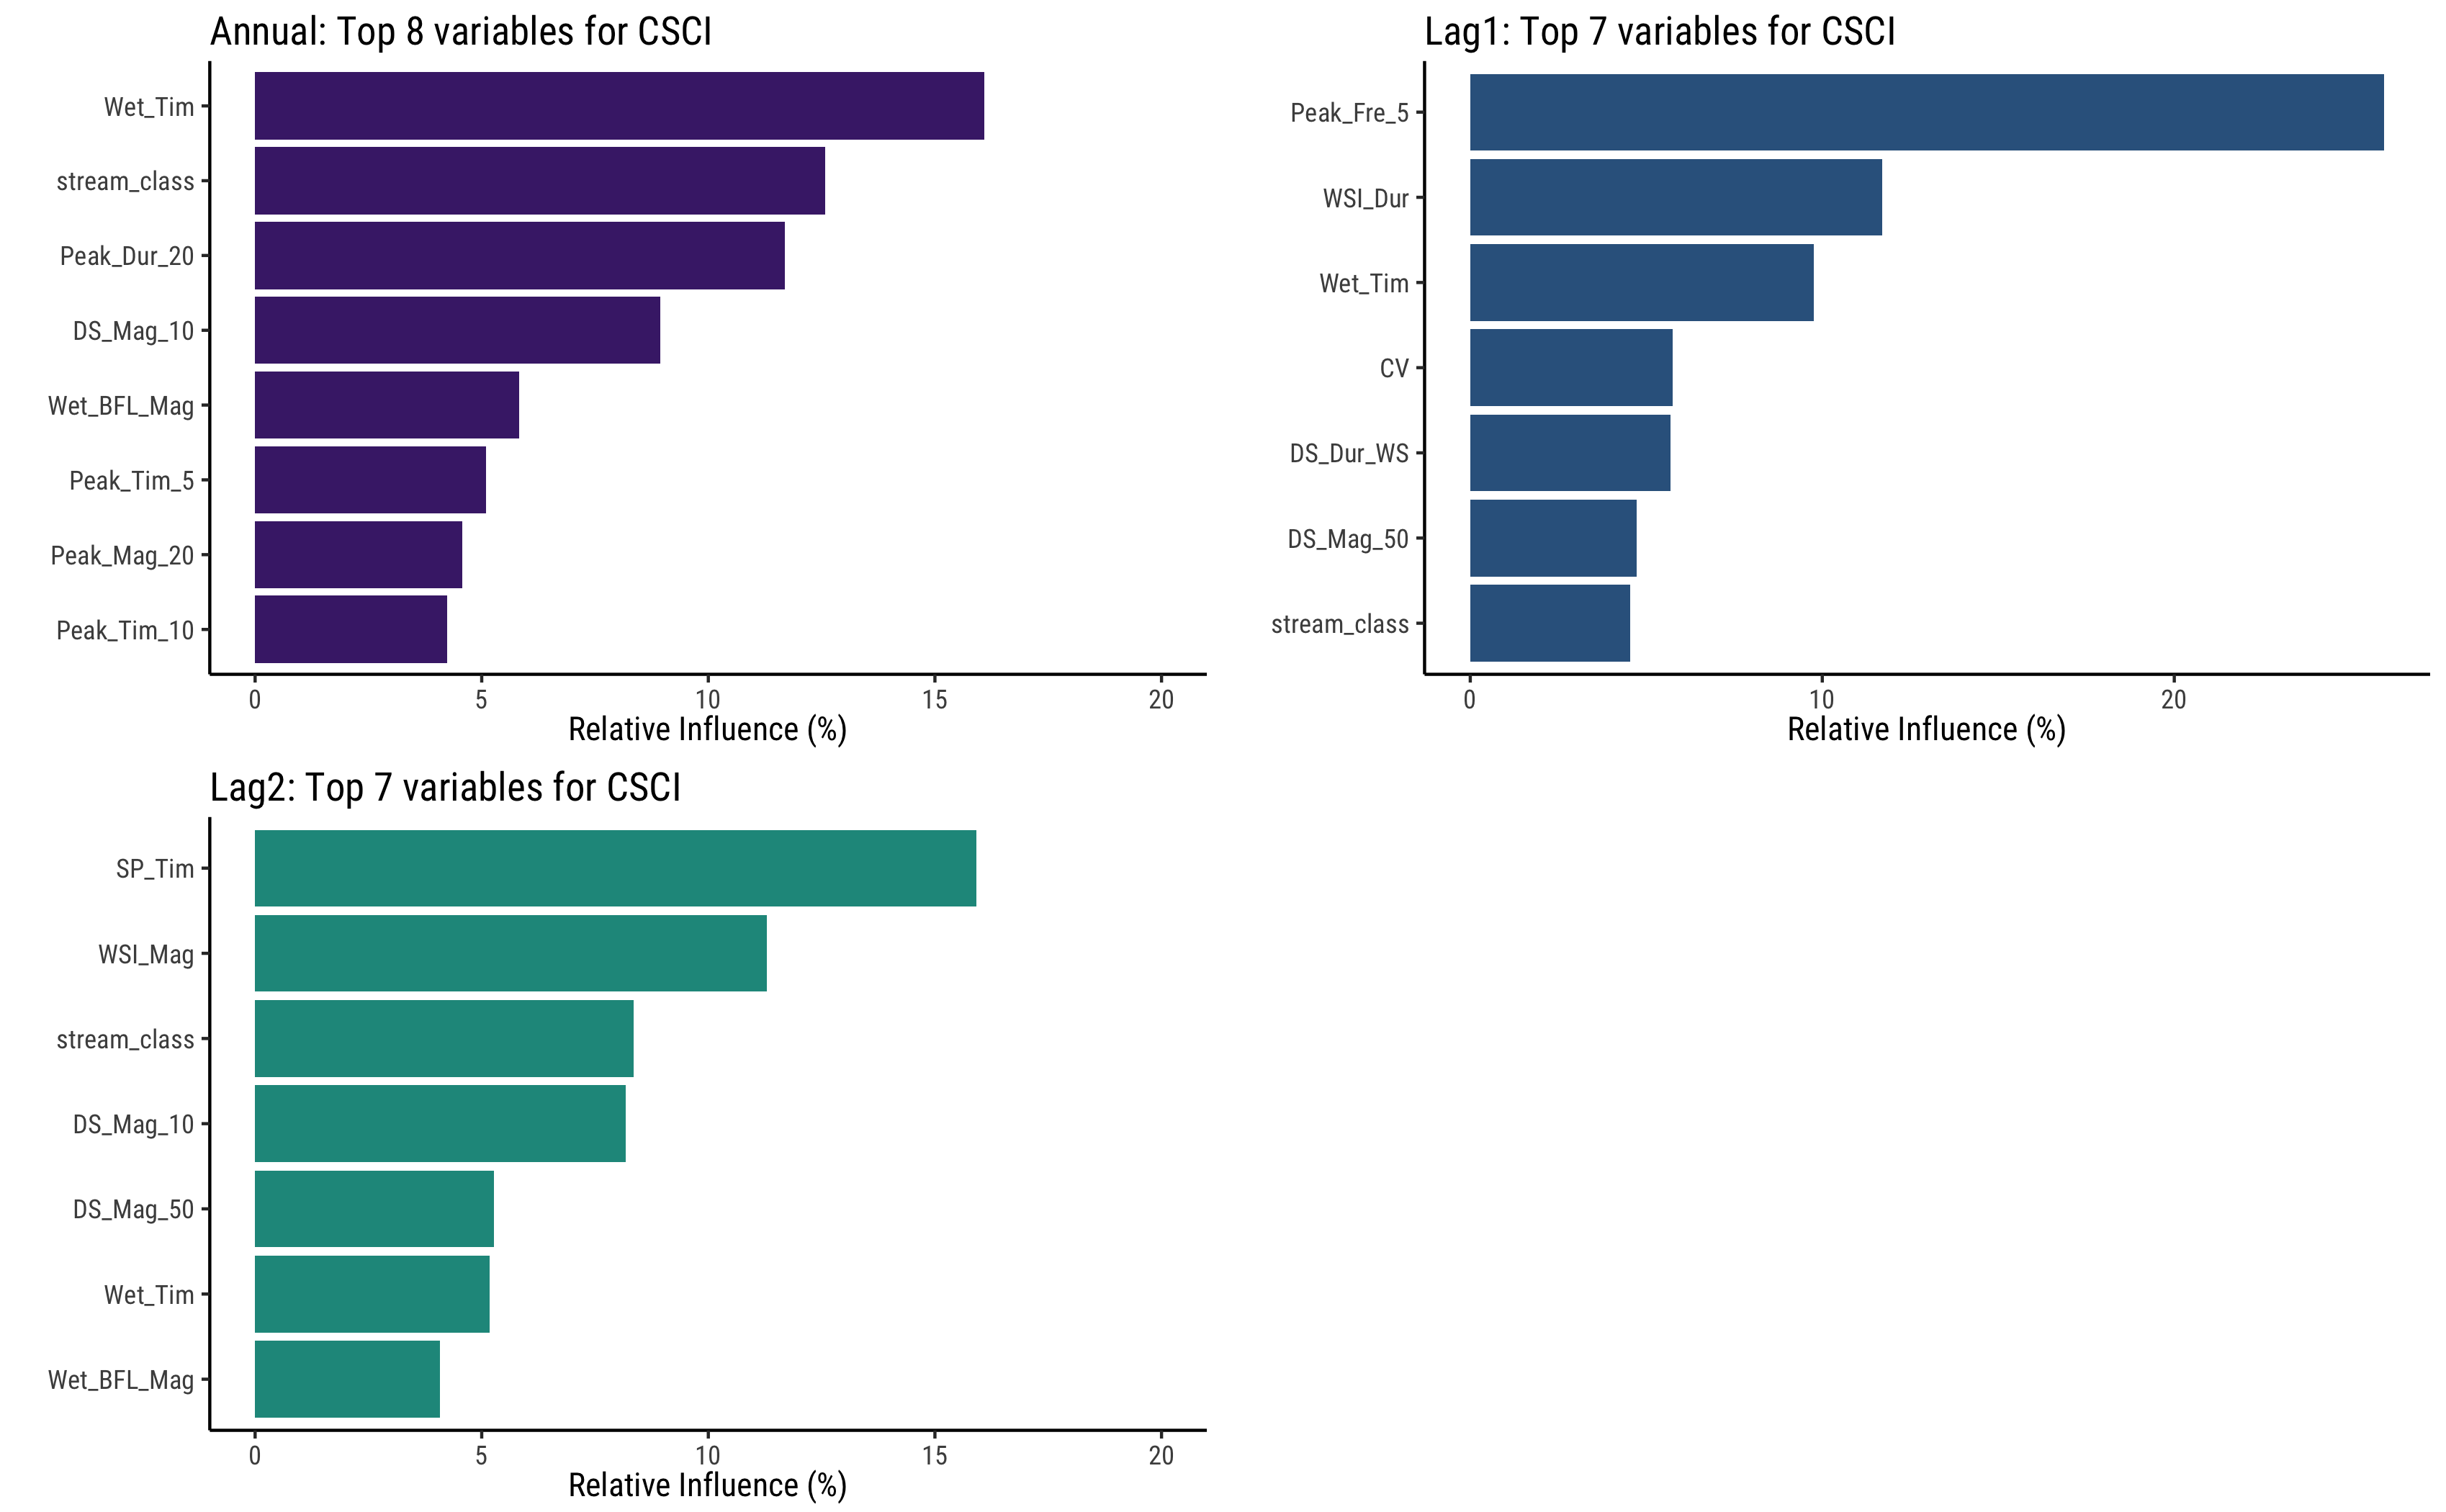 Annual: Top 8 variables for CSCI
Wet_Tim
stream_class
Peak_Dur_20
DS_Mag_10
Wet_BFL_Mag
Peak_Tim_5
Peak_Mag_20
Peak_Tim_10
0 5 10 15 20
Relative Influence (%)
Lag1: Top 7 variables for CSCI
Peak_Fre_5
WSI_Dur
Wet_Tim
CV
DS_Dur_WS
DS_Mag_50
stream_class
0 10 20
Relative Influence (%)
Lag2: Top 7 variables for CSCI
SP_Tim
WSI_Mag
stream_class
DS_Mag_10
DS_Mag_50
Wet_Tim
Wet_BFL_Mag
0 5 10 15 20
Relative Influence (%)